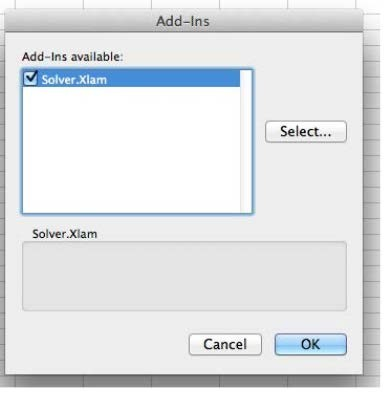 Add-Ins
Add-Ins available:
Solver.Xlam
Select...
Solver.Xlam
Cancel
OK